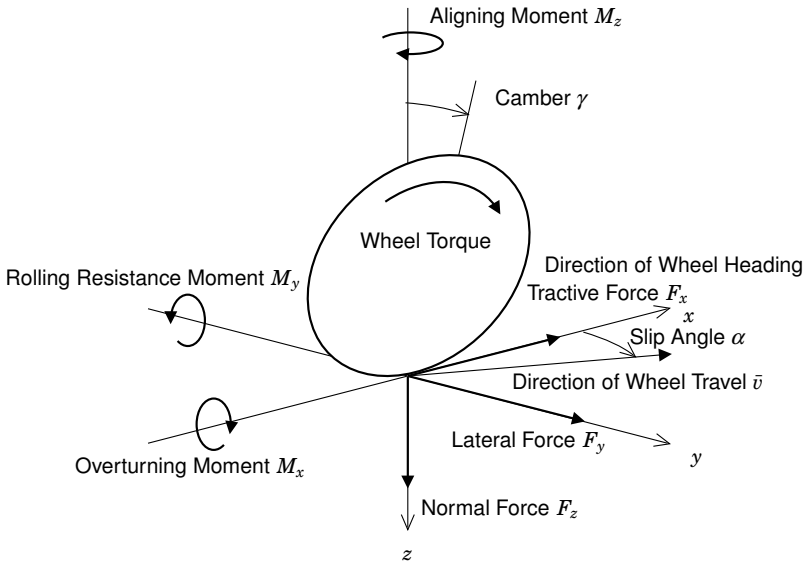 Aligning Moment M_z
Camber γ
Wheel Torque
Direction of Wheel Heading
Rolling Resistance Moment M_y
Tractive Force F_x
x
Slip Angle α
Direction of Wheel Travel v̄
Lateral Force F_y
y
Overturning Moment M_x
Normal Force F_z
z